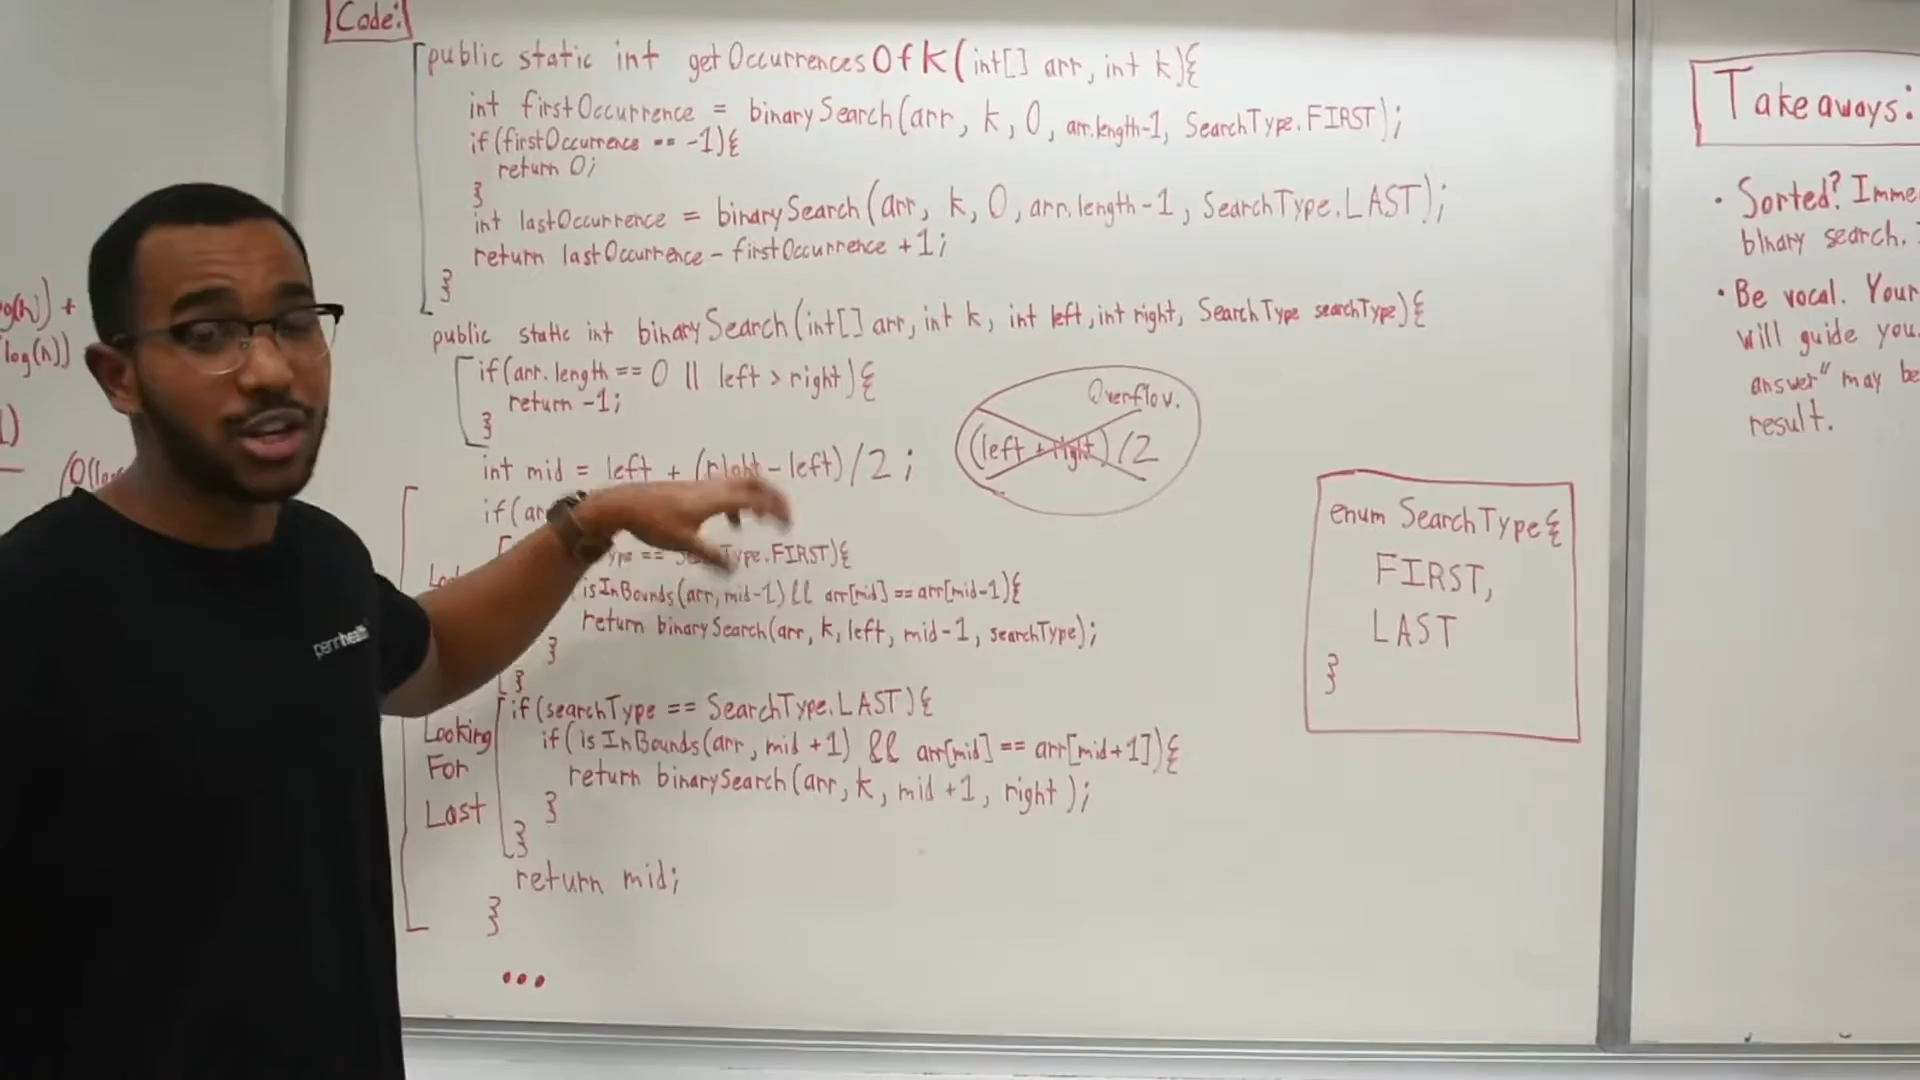 Code:
public static int getOccurrencesOfK(int[] arr, int k){
int firstOccurrence = binarySearch(arr, k, 0, arr.length-1, SearchType.FIRST);
if(firstOccurrence == -1){
return 0;
}
int lastOccurrence = binarySearch(arr, k, 0, arr.length-1, SearchType.LAST);
return lastOccurrence - firstOccurrence +1;
}
public static int binarySearch(int[] arr, int k, int left, int right, SearchType searchType){
if(arr.length == 0 || left > right){
return -1;
}
int mid = left + (right-left)/2;
if(
== FIRST){
isInBounds(arr, mid-1) && arr[mid] == arr[mid-1]{
return binarySearch(arr, k, left, mid-1, searchType);
}
}
if(searchType == SearchType.LAST){
if(isInBounds(arr, mid+1) && arr[mid] == arr[mid+1]){
return binarySearch(arr, k, mid+1, right);
}
}
return mid;
}
...
Looking
For
Last
Overflow.
(left + right)/2
enum SearchType{
FIRST,
LAST
}
Takeaways:
• Sorted?
binary search.
• Be vocal. Your
will guide you
answer" may be
result.
pennhealth